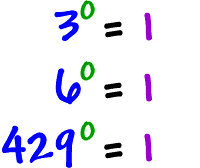 3⁰ = 1
6⁰ = 1
429⁰ = 1